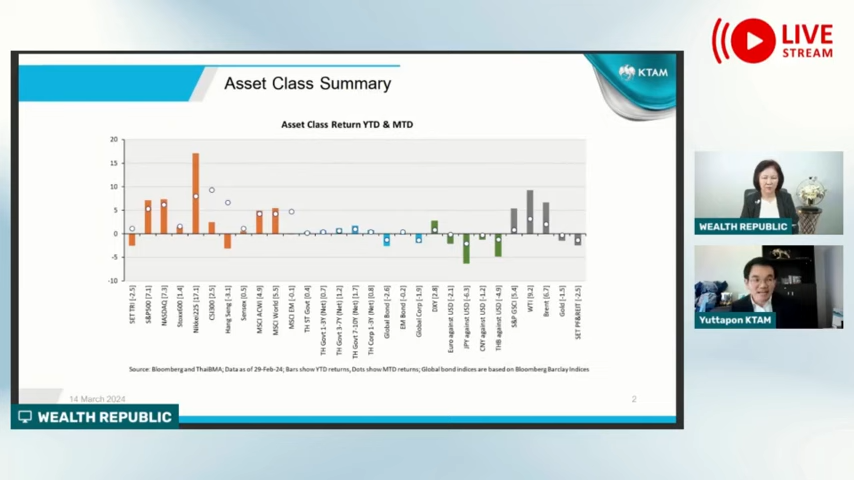 LIVE
STREAM
KTAM
Asset Class Summary
Asset Class Return YTD & MTD
20
15
10
5
0
-5
-10
SET TRI [-2.5]
S&P500 [7.1]
NASDAQ [7.3]
Stoxx600 [1.4]
Nikkei225 [17.1]
CSI300 [2.5]
Hang Seng [-3.1]
Sensex [0.5]
MSCI ACWI [4.9]
MSCI World [5.5]
MSCI EM [-0.1]
TH ST Govt [0.4]
TH Govt 1-3Y (Net) [0.7]
TH Govt 3-7Y (Net) [1.2]
TH Govt 7-10Y (Net) [1.7]
TH Corp 1-3Y (Net) [0.8]
Global Bond [-2.6]
EM Bond [-0.2]
Global Corp [-1.9]
DXIY [2.8]
Euro against USD [-2.1]
JPY against USD [-6.3]
CNY against USD [-1.2]
THB against USD [-4.9]
S&P GSCI [5.4]
WTI [9.2]
Brent [6.7]
Gold [-1.5]
SET PF&REIT [-2.5]
Source: Bloomberg and ThaiBMA; Data as of 29-Feb-24; Bars show YTD returns, Dots show MTD returns; Global bond indices are based on Bloomberg Barclay Indices
14 March 2024
2
WEALTH REPUBLIC
WEALTH REPUBLIC
Yuttapon KTAM